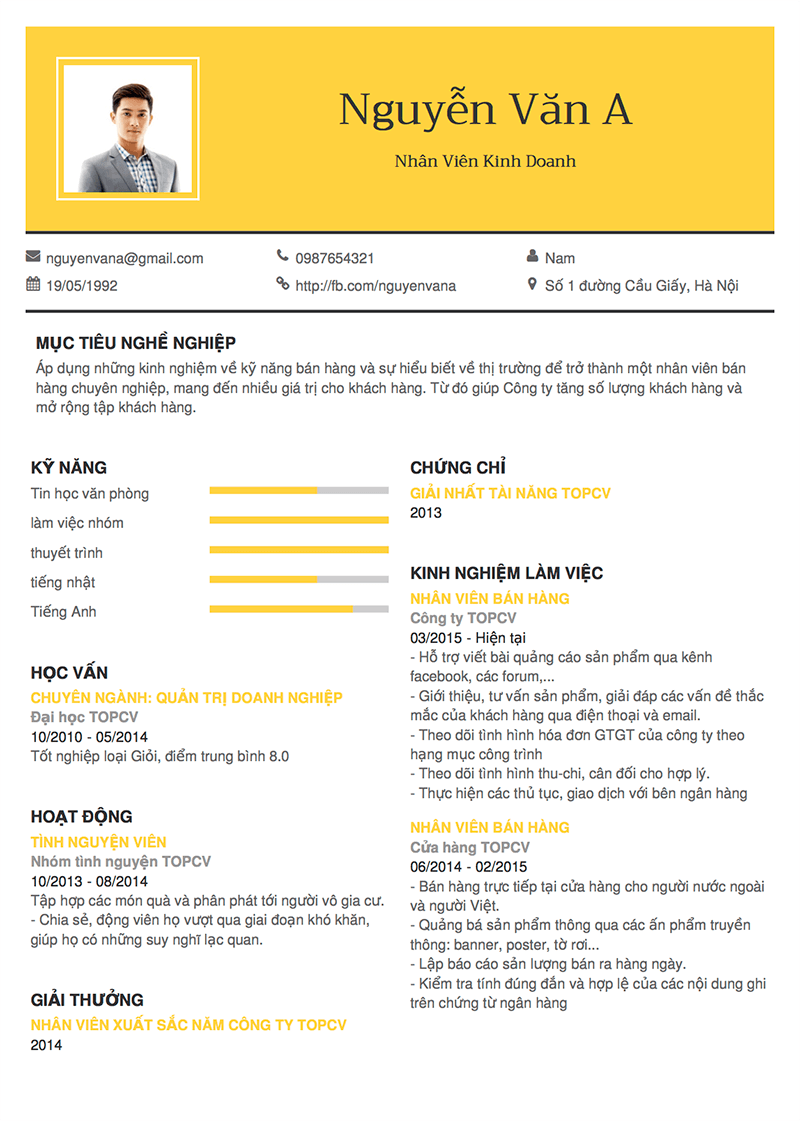 Nguyễn Văn A
Nhân Viên Kinh Doanh
nguyenvana@gmail.com
0987654321
Nam
19/05/1992
http://fb.com/nguyenvana
Số 1 đường Cầu Giấy, Hà Nội
MỤC TIÊU NGHỀ NGHIỆP
Áp dụng những kinh nghiệm về kỹ năng bán hàng và sự hiểu biết về thị trường để trở thành một nhân viên bán
hàng chuyên nghiệp, mang đến nhiều giá trị cho khách hàng. Từ đó giúp Công ty tăng số lượng khách hàng và
mở rộng tập khách hàng.
KỸ NĂNG
Tin học văn phòng
làm việc nhóm
thuyết trình
tiếng nhật
Tiếng Anh
HỌC VẤN
CHUYÊN NGÀNH: QUẢN TRỊ DOANH NGHIỆP
Đại học TOPCV
10/2010 - 05/2014
Tốt nghiệp loại Giỏi, điểm trung bình 8.0
HOẠT ĐỘNG
TÌNH NGUYỆN VIÊN
Nhóm tình nguyện TOPCV
10/2013 - 08/2014
Tập hợp các món quà và phân phát tới người vô gia cư.
- Chia sẻ, động viên họ vượt qua giai đoạn khó khăn,
giúp họ có những suy nghĩ lạc quan.
GIẢI THƯỞNG
NHÂN VIÊN XUẤT SẮC NĂM CÔNG TY TOPCV
2014
CHỨNG CHỈ
GIẢI NHẤT TÀI NĂNG TOPCV
2013
KINH NGHIỆM LÀM VIỆC
NHÂN VIÊN BÁN HÀNG
Công ty TOPCV
03/2015 - Hiện tại
- Hỗ trợ viết bài quảng cáo sản phẩm qua kênh
facebook, các forum,...
- Giới thiệu, tư vấn sản phẩm, giải đáp các vấn đề thắc
mắc của khách hàng qua điện thoại và email.
- Theo dõi tình hình hóa đơn GTGT của công ty theo
hạng mục công trình
- Theo dõi tình hình thu-chi, cân đối cho hợp lý.
- Thực hiện các thủ tục, giao dịch với bên ngân hàng
NHÂN VIÊN BÁN HÀNG
Cửa hàng TOPCV
06/2014 - 02/2015
- Bán hàng trực tiếp tại cửa hàng cho người nước ngoài
và người Việt.
- Quảng bá sản phẩm thông qua các ấn phẩm truyền
thông: banner, poster, tờ rơi...
- Lập báo cáo sản lượng bán ra hàng ngày.
- Kiểm tra tính đúng đắn và hợp lệ của các nội dung ghi
trên chứng từ ngân hàng